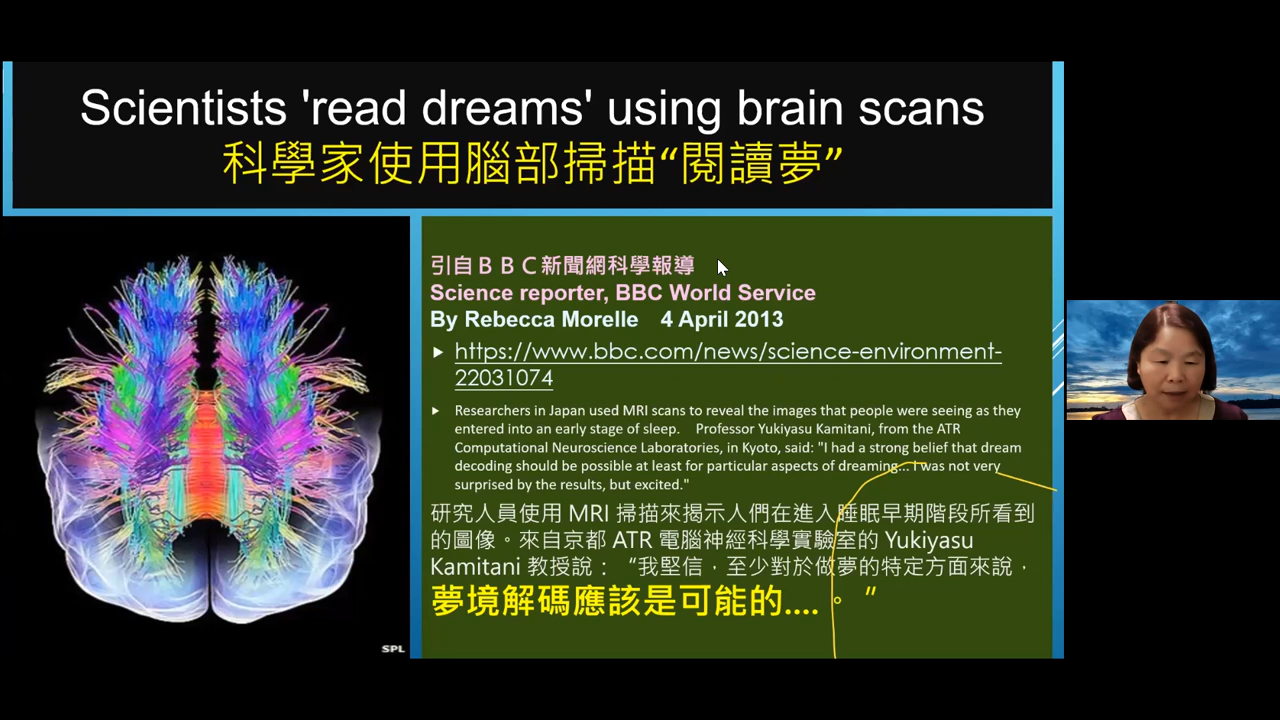 Scientists 'read dreams' using brain scans
科學家使用腦部掃描“閱讀夢”
引自ＢＢＣ新聞網科學報導
Science reporter, BBC World Service
By Rebecca Morelle 4 April 2013
https://www.bbc.com/news/science-environment-
22031074
Researchers in Japan used MRI scans to reveal the images that people were seeing as they
entered into an early stage of sleep. Professor Yukiyasu Kamitani, from the ATR
Computational Neuroscience Laboratories, in Kyoto, said: "I had a strong belief that dream
decoding should be possible at least for particular aspects of dreaming... I was not very
surprised by the results, but excited."
研究人員使用 MRI 掃描來揭示人們在進入睡眠早期階段所看到
的圖像。來自京都 ATR 電腦神經科學實驗室的 Yukiyasu
Kamitani 教授說：“我堅信，至少對於做夢的特定方面來說，
夢境解碼應該是可能的....。”
SPL